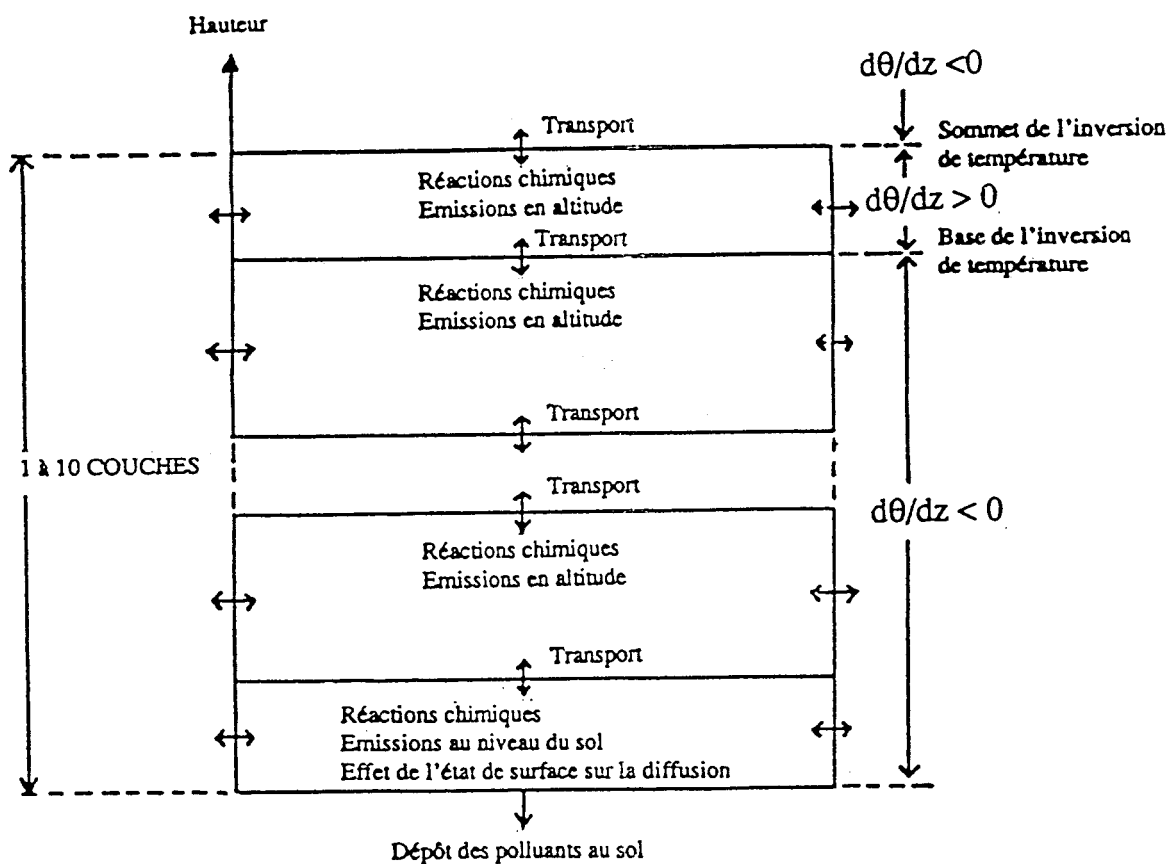 Hauteur
dθ/dz <0
Transport
Sommet de l'inversion
de température
Réactions chimiques
Emissions en altitude
dθ/dz > 0
Transport
Base de l'inversion
de température
Réactions chimiques
Emissions en altitude
Transport
1 à 10 COUCHES
Transport
dθ/dz < 0
Réactions chimiques
Emissions en altitude
Transport
Réactions chimiques
Emissions au niveau du sol
Effet de l'état de surface sur la diffusion
Dépôt des polluants au sol